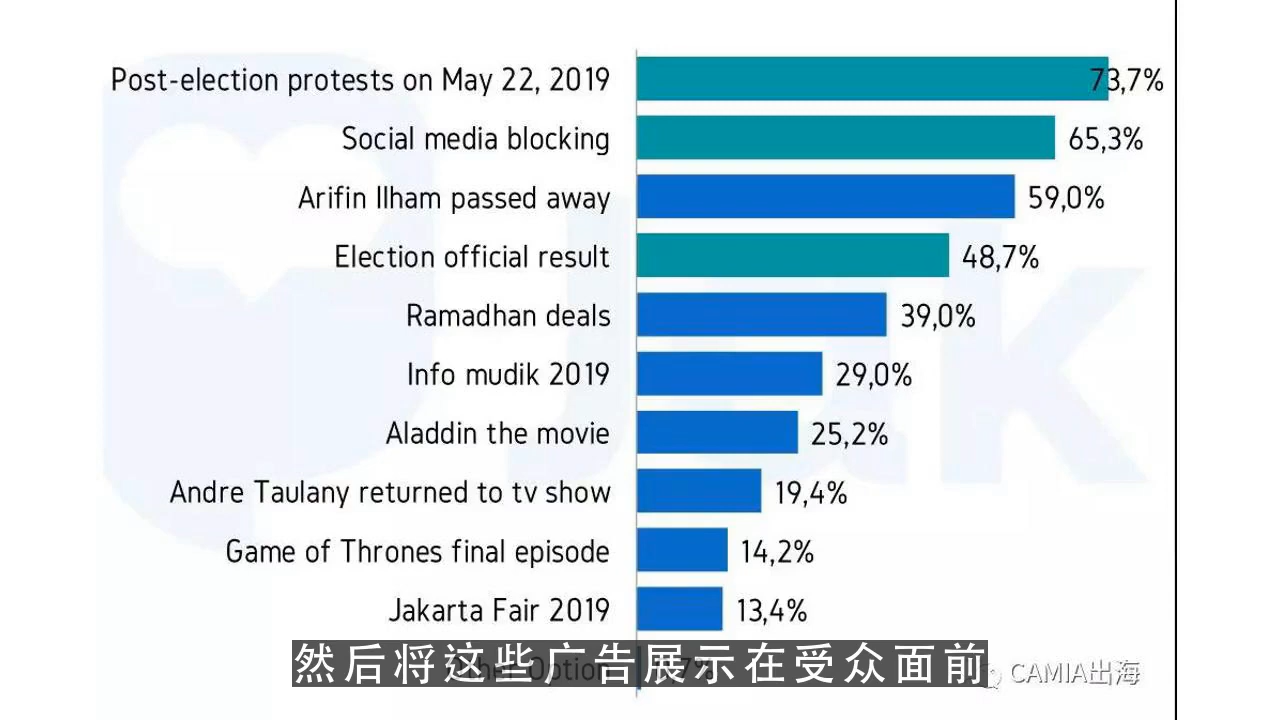 Post-election protests on May 22, 2019 73,7%
Social media blocking 65,3%
Arifin Ilham passed away 59,0%
Election official result 48,7%
Ramadhan deals 39,0%
Info mudik 2019 29,0%
Aladdin the movie 25,2%
Andre Taulany returned to tv show 19,4%
Game of Thrones final episode 14,2%
Jakarta Fair 2019 13,4%
Other Option
然后将这些广告展示在受众面前
CAMIA出海